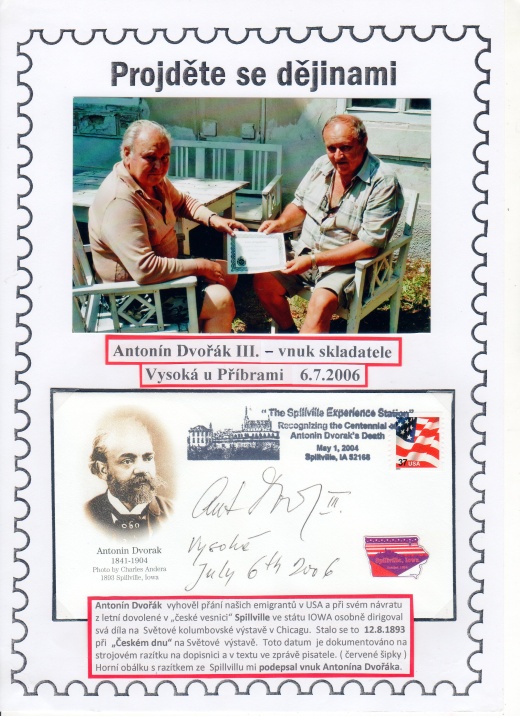 Projděte se dějinami
Antonín Dvořák III. – vnuk skladatele
Vysoká u Příbrami 6.7.2006
"The Spillville Experience Station"
Recognizing the Centennial of
Antonin Dvorak's Death
May 1, 2004
Spillville, IA 52168
37 USA
Ant Dvořák III.
Vysoká
July 6th 2006
Antonin Dvorak
1841-1904
Photo by Charles Andera
1893 Spillville, Iowa
Spillville, Iowa
Antonín Dvořák vyhověl přání našich emigrantů v USA a při svém návratu
z letní dovolené v „české vesnici" Spillville ve státu IOWA osobně dirigoval
svá díla na Světové kolumbovské výstavě v Chicagu. Stalo se to 12.8.1893
při „Českém dnu" na Světové výstavě. Toto datum je dokumentováno na
strojovém razítku na dopisnici a v textu ve zprávě pisatele. ( červené šipky )
Horní obálku s razítkem ze Spillvillu mi podepsal vnuk Antonína Dvořáka.